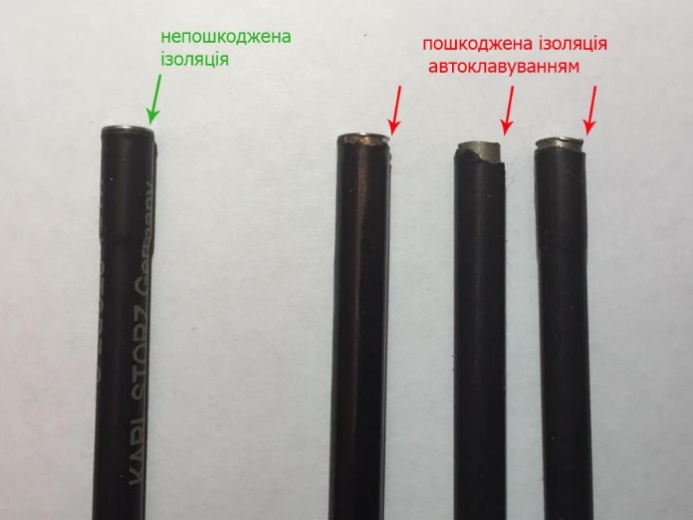 непошкоджена
ізоляція
пошкоджена ізоляція
автоклавуванням
KARL STORZ Germany